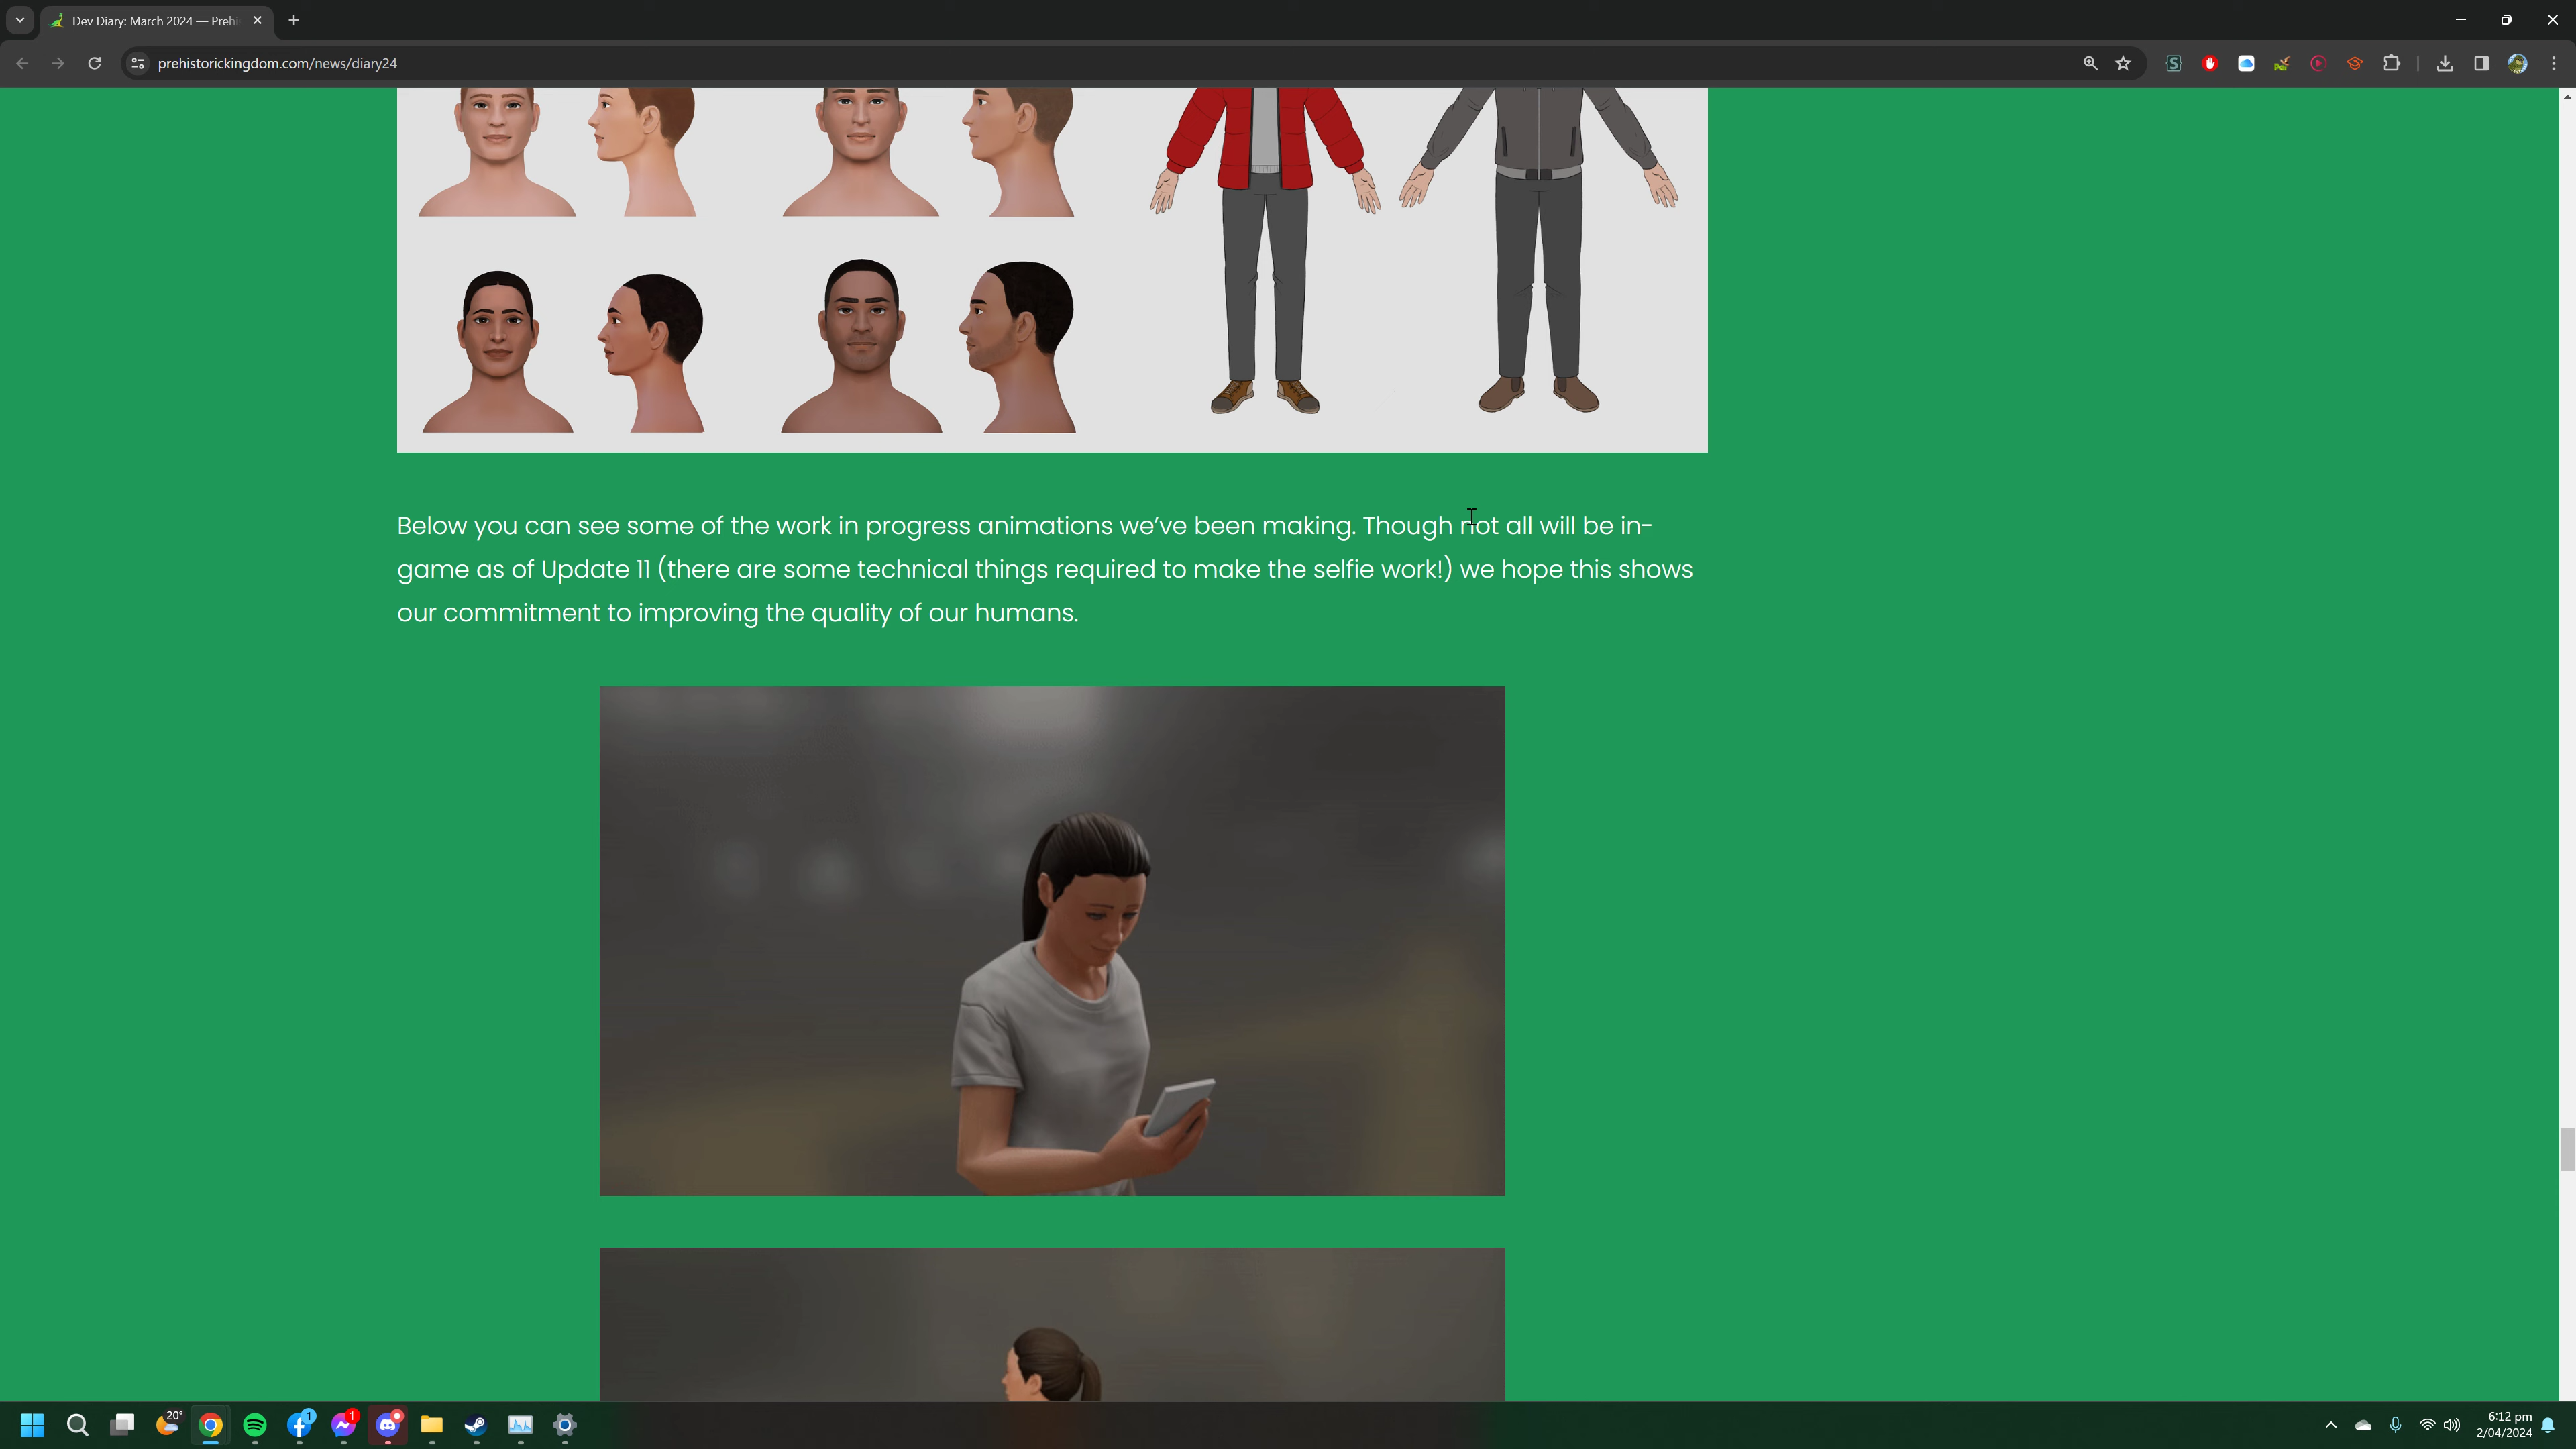 Dev Diary: March 2024 — Prehi
prehistorickingdom.com/news/diary24
Below you can see some of the work in progress animations we’ve been making. Though not all will be in-
game as of Update 11 (there are some technical things required to make the selfie work!) we hope this shows
our commitment to improving the quality of our humans.
20°
1
1
6:12 pm
2/04/2024